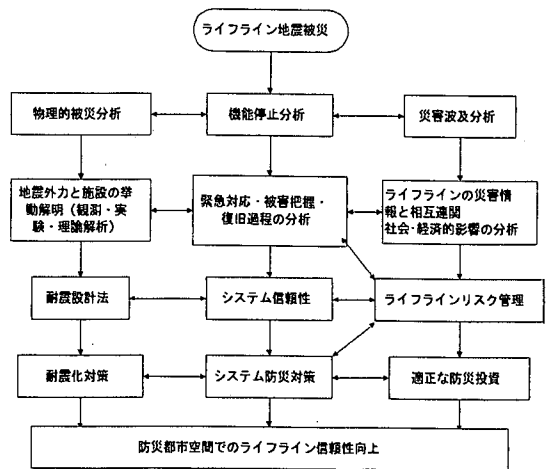 ライフライン地震被災
物理的被災分析
機能停止分析
災害波及分析
地震外力と施設の挙
動解明（観測・実
験・理論解析）
緊急対応・被害把握・
復旧過程の分析
ライフラインの災害情
報と相互連関
社会・経済的影響の分析
耐震設計法
システム信頼性
ライフラインリスク管理
耐震化対策
システム防災対策
適正な防災投資
防災都市空間でのライフライン信頼性向上